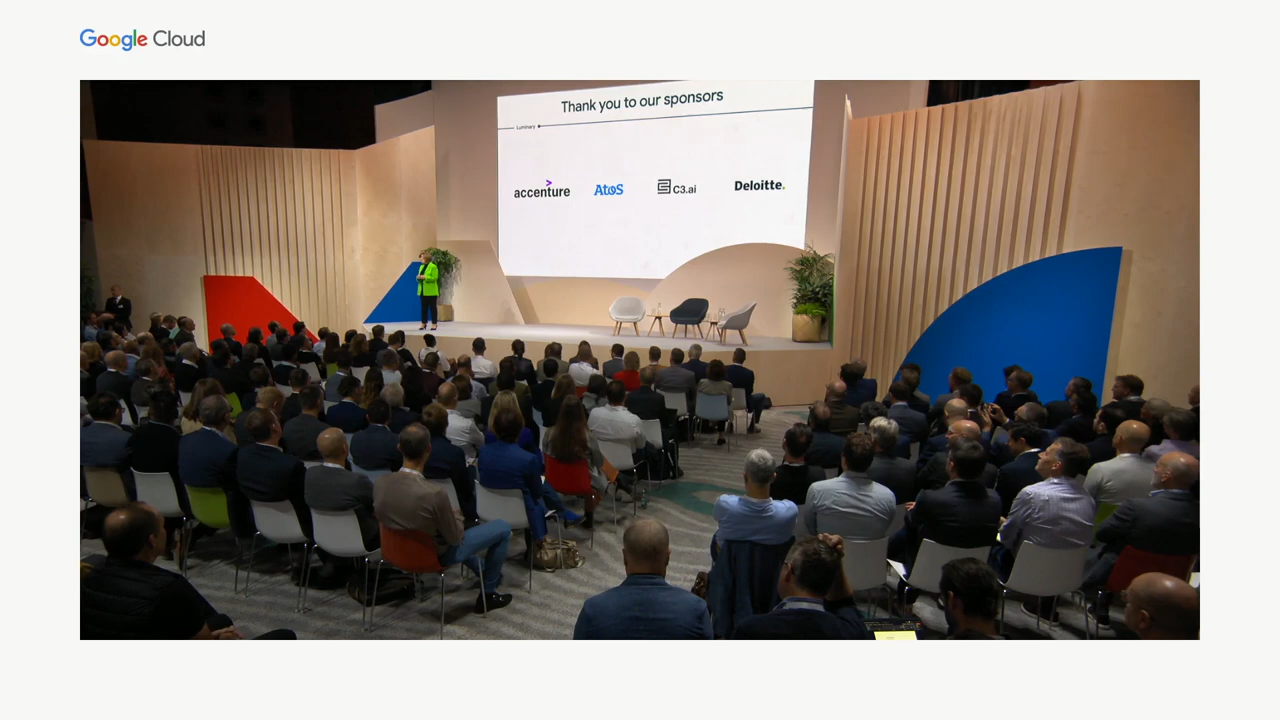 Google Cloud
Thank you to our sponsors
Luminary
accenture
Atos
C3.ai
Deloitte.